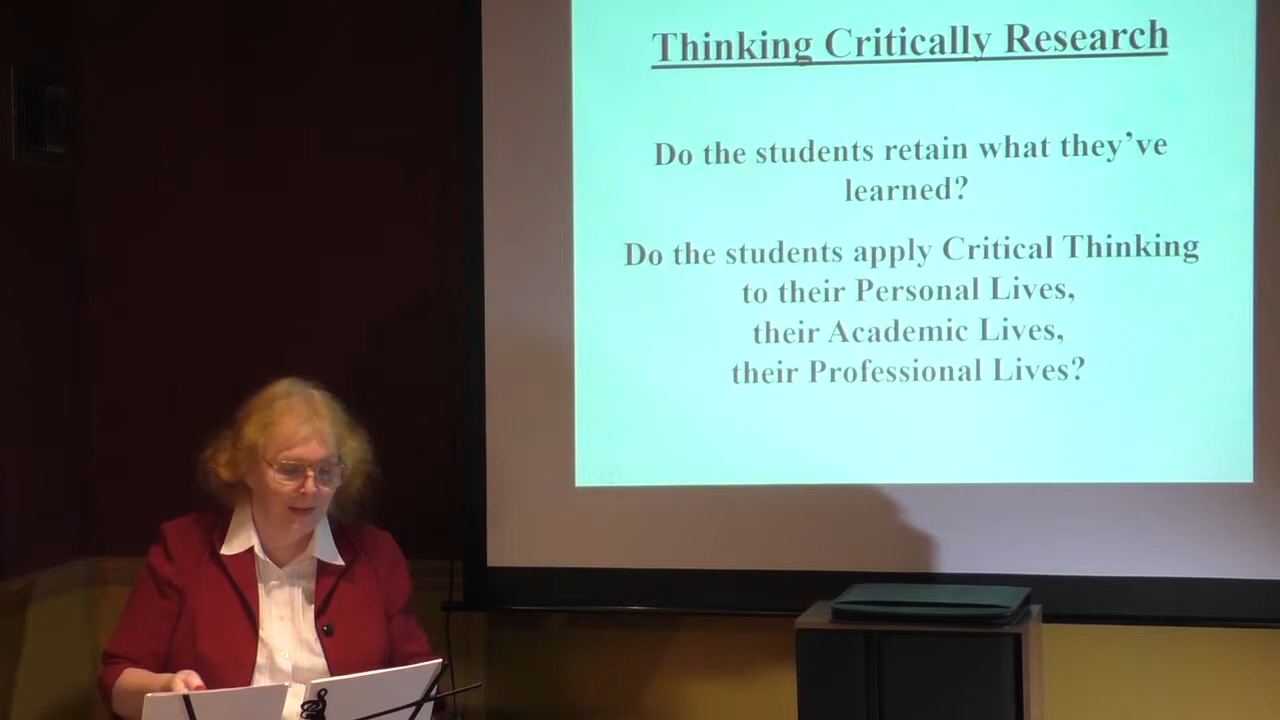 Thinking Critically Research
Do the students retain what they've
learned?
Do the students apply Critical Thinking
to their Personal Lives,
their Academic Lives,
their Professional Lives?